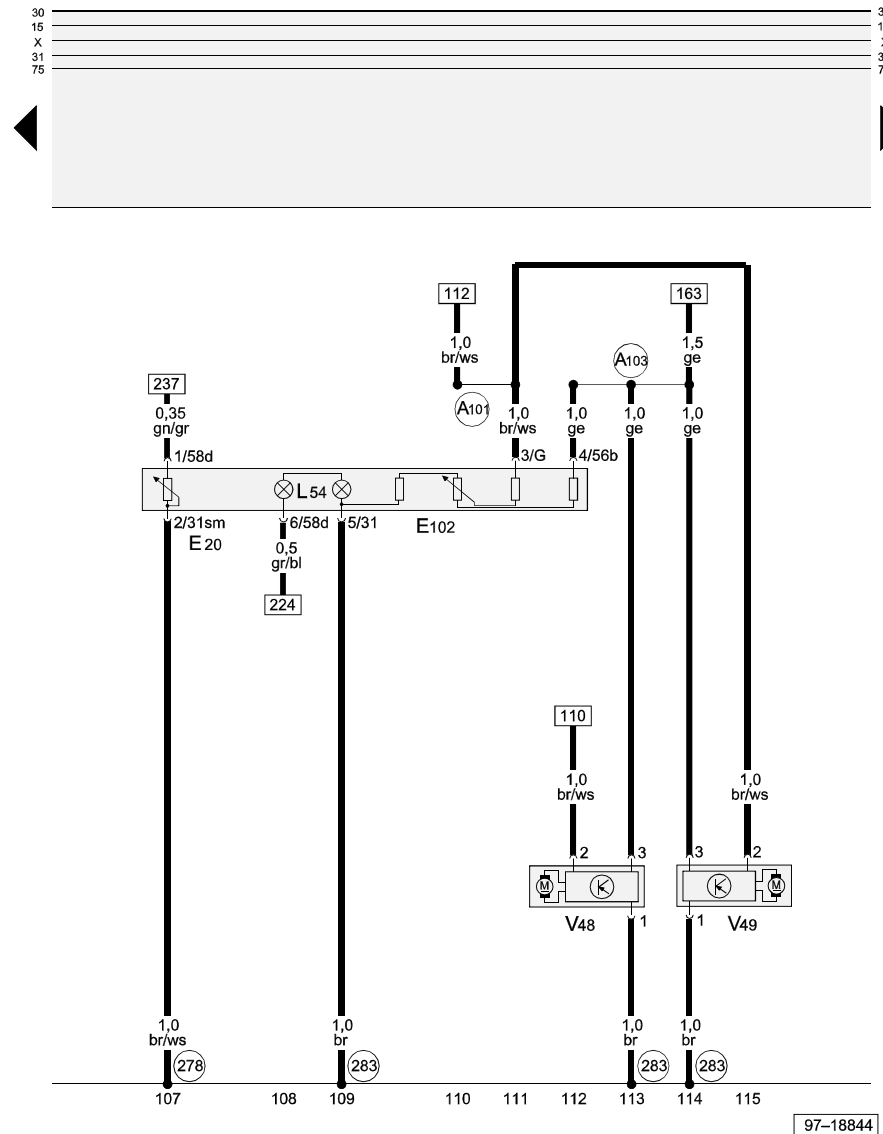 30
15
X
31
75
3
1
3
7
112
163
1,0
br/ws
1,5
ge
A103
237
A101
0,35
gn/gr
1,0
br/ws
1,0
ge
1,0
ge
1,0
ge
1/58d
3/G
4/56b
L54
2/31sm
6/58d
5/31
E102
E20
0,5
gr/bl
224
110
1,0
br/ws
1,0
br/ws
2
3
3
2
M
M
V48
1
1
V49
1,0
br/ws
1,0
br
1,0
br
1,0
br
278
283
283
283
107
108
109
110
111
112
113
114
115
97–18844